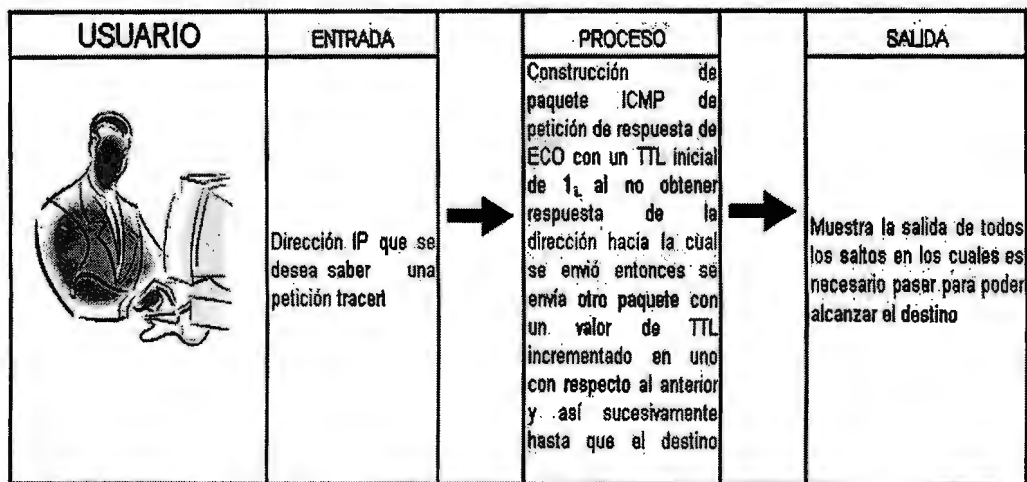 USUARIO
ENTRADA
PROCESO
SALIDA
Dirección IP que se
desea saber una
petición tracert
Construcción de
paquete ICMP de
petición de respuesta de
ECO con un TTL inicial
de 1, al no obtener
respuesta de la
dirección hacia la cual
se envió entonces se
envía otro paquete con
un valor de TTL
incrementado en uno
con respecto al anterior
y así sucesivamente
hasta que el destino
Muestra la salida de todos
los saltos en los cuales es
necesario pasar para poder
alcanzar el destino